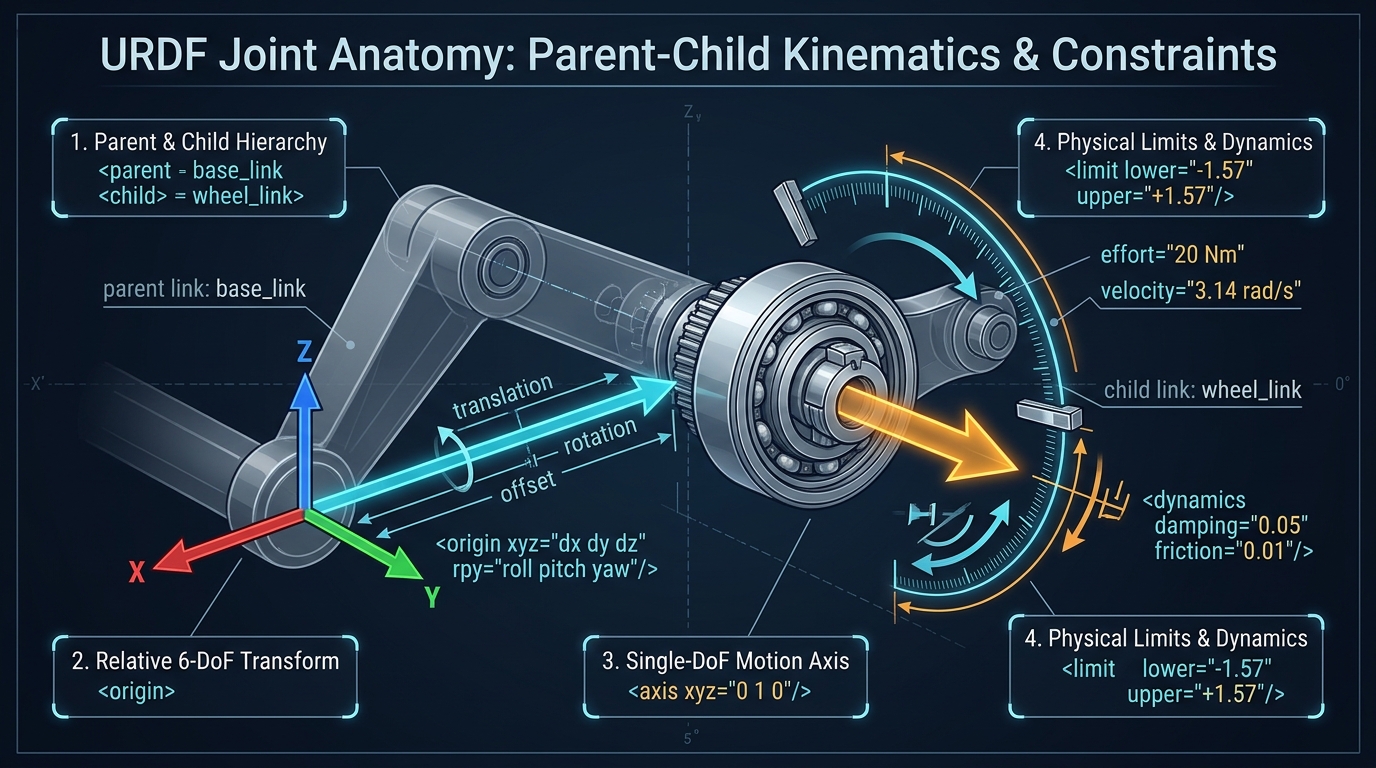 URDF Joint Anatomy: Parent-Child Kinematics & Constraints
1. Parent & Child Hierarchy
<parent = base_link
<child> = wheel_link>
4. Physical Limits & Dynamics
<limit lower="-1.57"
upper="+1.57"/>
effort="20 Nm"
velocity="3.14 rad/s"
parent link: base_link
child link: wheel_link
Z
X'
0°
translation
rotation
offset
<origin xyz="dx dy dz"
rpy="roll pitch yaw"/>
X
Y
<dynamics
damping="0.05"
friction="0.01"/>
2. Relative 6-DoF Transform
<origin>
3. Single-DoF Motion Axis
<axis xyz="0 1 0"/>
4. Physical Limits & Dynamics
<limit lower="-1.57"
upper="+1.57"/>
5°